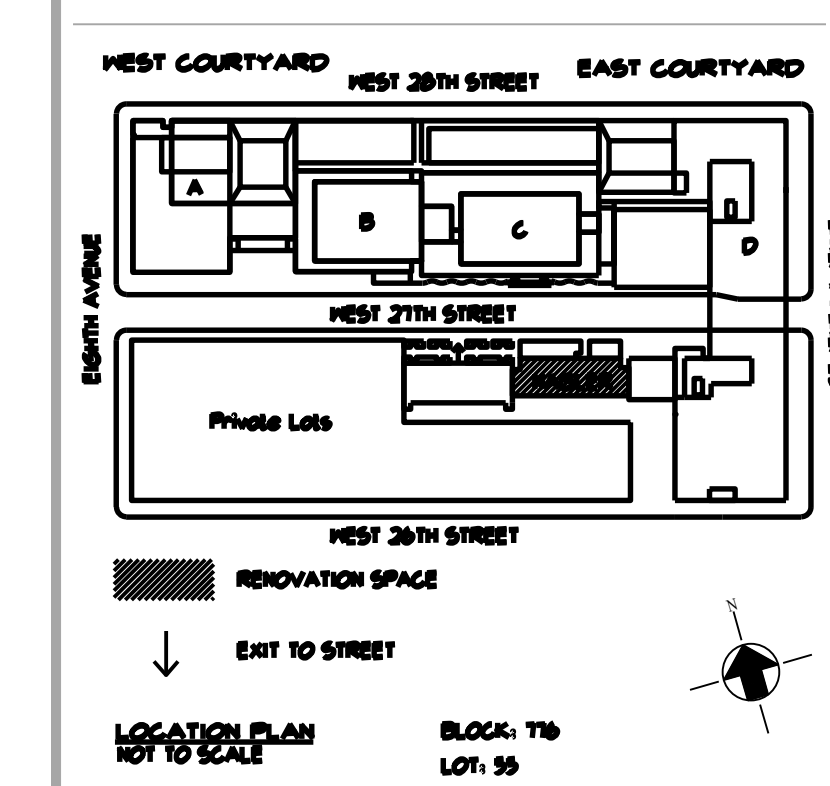 WEST COURTYARD
EAST COURTYARD
WEST 28TH STREET
A
B
C
D
EIGHTH AVENUE
WEST 27TH STREET
Private Lots
WEST 26TH STREET
RENOVATION SPACE
EXIT TO STREET
N
LOCATION PLAN
NOT TO SCALE
BLOCK: 776
LOT: 35